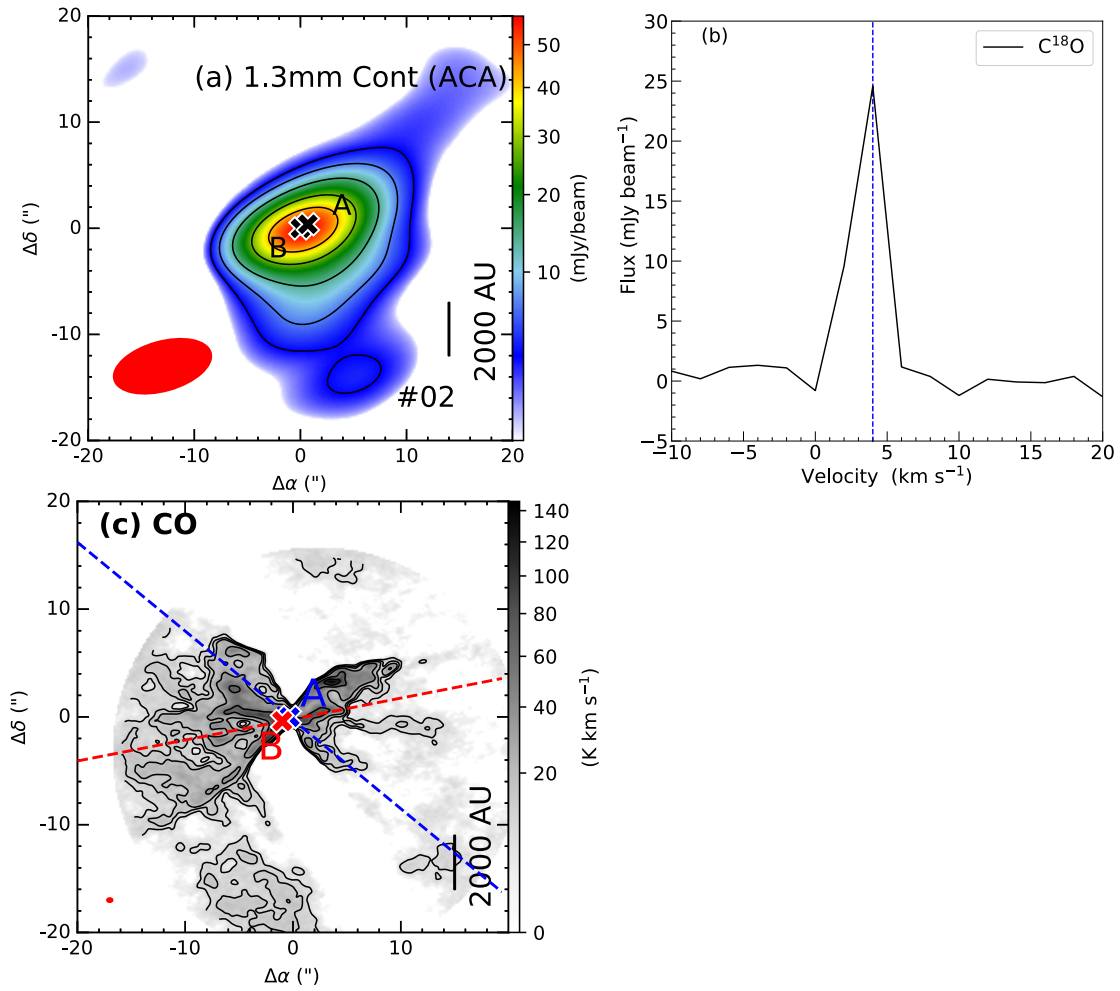 (a) 1.3mm Cont (ACA)
A
B
#02
2000 AU
20
10
0
-10
-20
-20
-10
0
10
20
Δδ (")
Δα (")
50
40
30
20
10
(mJy/beam)
(b)
C¹⁸O
30
25
20
15
10
5
0
−5
−10
−5
0
5
10
15
20
Flux (mJy beam⁻¹)
Velocity (km s⁻¹)
(c) CO
A
B
2000 AU
20
10
0
-10
-20
-20
-10
0
10
Δδ (")
Δα (")
140
120
100
80
60
40
20
0
(K km s⁻¹)